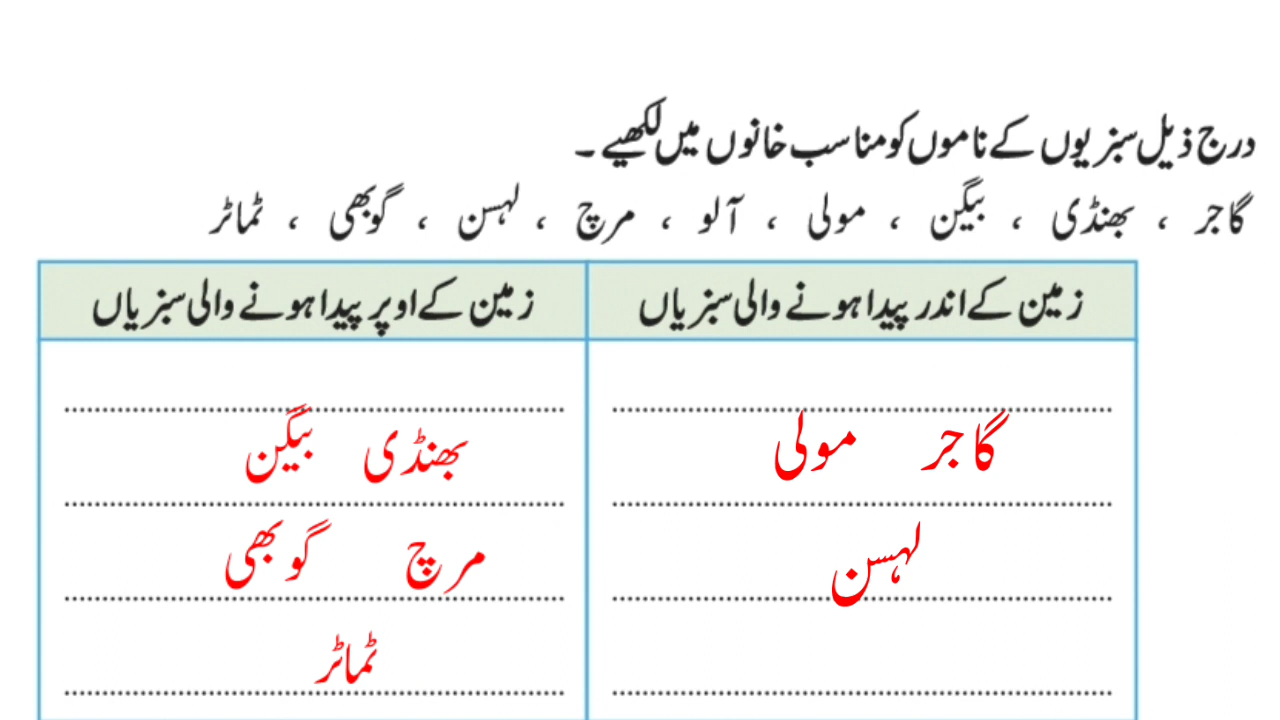 درج ذیل سبزیوں کے ناموں کو مناسب خانوں میں لکھیے ۔
گاجر ، بھنڈی ، بیگن ، مولی ، آلو ، مرچ ، لہسن ، گوبھی ، ٹماٹر
زمین کے اندر پیدا ہونے والی سبزیاں
زمین کے اوپر پیدا ہونے والی سبزیاں
گاجر مولی
بھنڈی بیگن
لہسن
مرچ گوبھی
ٹماٹر